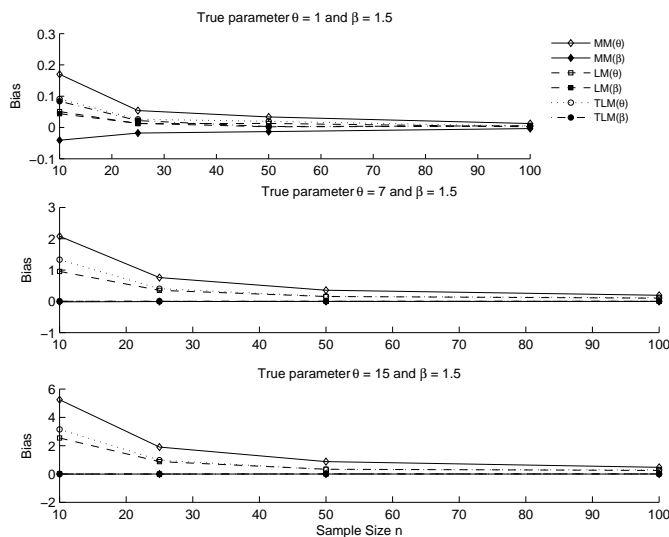 True parameter θ = 1 and β = 1.5
0.3
0.2
0.1
0
−0.1
Bias
10 20 30 40 50 60 70 80 90 100
MM(θ)
MM(β)
LM(θ)
LM(β)
TLM(θ)
TLM(β)
True parameter θ = 7 and β = 1.5
3
2
1
0
−1
Bias
10 20 30 40 50 60 70 80 90 100
True parameter θ = 15 and β = 1.5
6
4
2
0
−2
Bias
10 20 30 40 50 60 70 80 90 100
Sample Size n